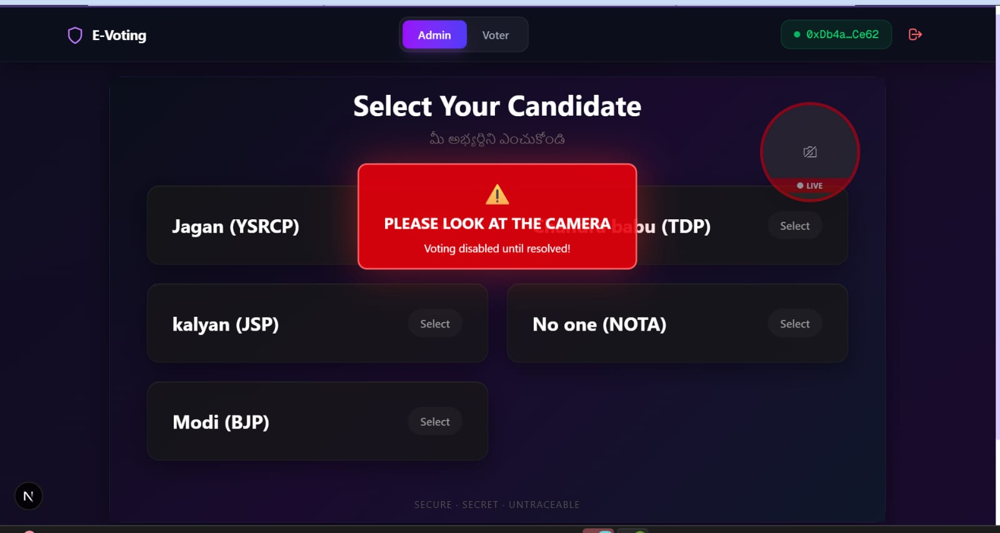 E-Voting
Admin
Voter
0xDb4a...Ce62
Select Your Candidate
మీ అభ్యర్థిని ఎంచుకోండి
LIVE
⚠
PLEASE LOOK AT THE CAMERA
Voting disabled until resolved!
Jagan (YSRCP)
babu (TDP)
Select
kalyan (JSP)
Select
No one (NOTA)
Select
Modi (BJP)
Select
N
SECURE · SECRET · UNTRACEABLE